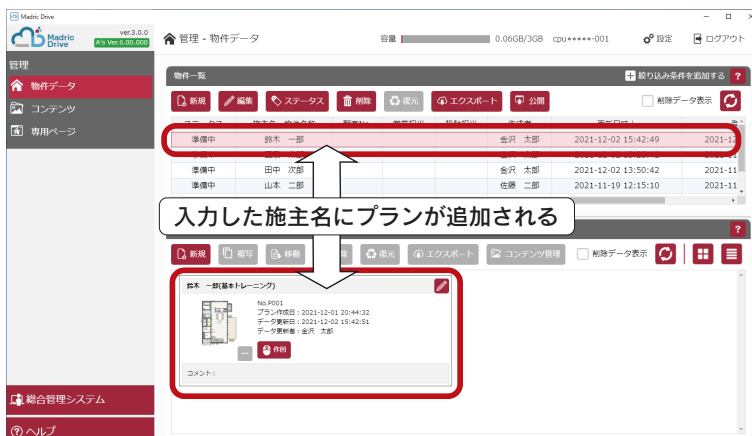 Madric Drive
Madric Drive
ver.3.0.0
A's Ver.6.00.000
管理 - 物件データ
容量
0.06GB/3GB
cpu*****-001
設定
ログアウト
管理
物件データ
コンテンツ
専用ページ
総合管理システム
ヘルプ
物件一覧
絞り込み条件を追加する ?
新規 編集 ステータス 削除 復元 エクスポート 公開
削除データ表示
準備中 鈴木 一郎 金沢 太郎 2021-12-02 15:42:49 2021-12
準備中 田中 次郎 金沢 太郎 2021-12-02 13:50:42 2021-11
準備中 山本 二郎 佐藤 二郎 2021-11-19 12:15:10 2021-11
入力した施主名にプランが追加される
?
新規 複写 移動 復元 エクスポート コンテンツ管理
削除データ表示
鈴木 一郎(基本トレーニング)
No.P001
プラン作成日:2021-12-01 20:44:32
データ更新日:2021-12-02 15:42:51
データ更新者:金沢 太郎
... 作図
コメント: